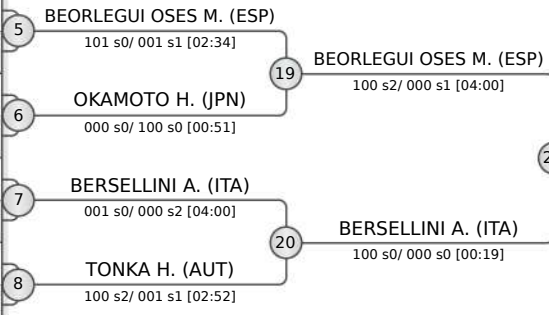 BEORLEGUI OSES M. (ESP)
5
101 s0/ 001 s1 [02:34]
19
BEORLEGUI OSES M. (ESP)
100 s2/ 000 s1 [04:00]
OKAMOTO H. (JPN)
6
000 s0/ 100 s0 [00:51]
BERSELLINI A. (ITA)
7
001 s0/ 000 s2 [04:00]
20
BERSELLINI A. (ITA)
100 s0/ 000 s0 [00:19]
TONKA H. (AUT)
8
100 s2/ 001 s1 [02:52]